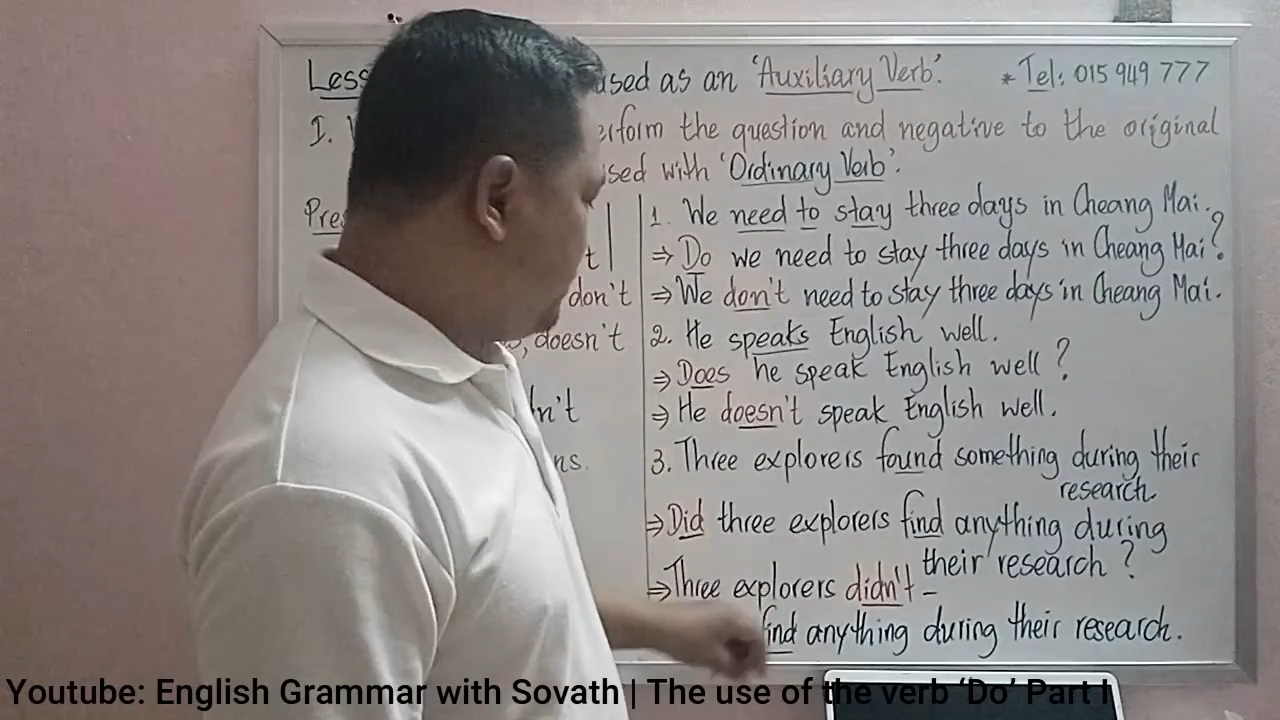 Less used as an ‘Auxiliary Verb’. * Tel: 015 949 777
I. form the question and negative to the original
used with ‘Ordinary Verb’.
Pres
t
don't
, doesn't
n't
ns.
1. We need to stay three days in Cheang Mai.
⇒ Do we need to stay three days in Cheang Mai?
⇒ We don't need to stay three days in Cheang Mai.
2. He speaks English well.
⇒ Does he speak English well?
⇒ He doesn't speak English well.
3. Three explorers found something during their
research.
⇒ Did three explorers find anything during
their research?
⇒ Three explorers didn't –
find anything during their research.
Youtube: English Grammar with Sovath | The use of the verb ‘Do’ Part I